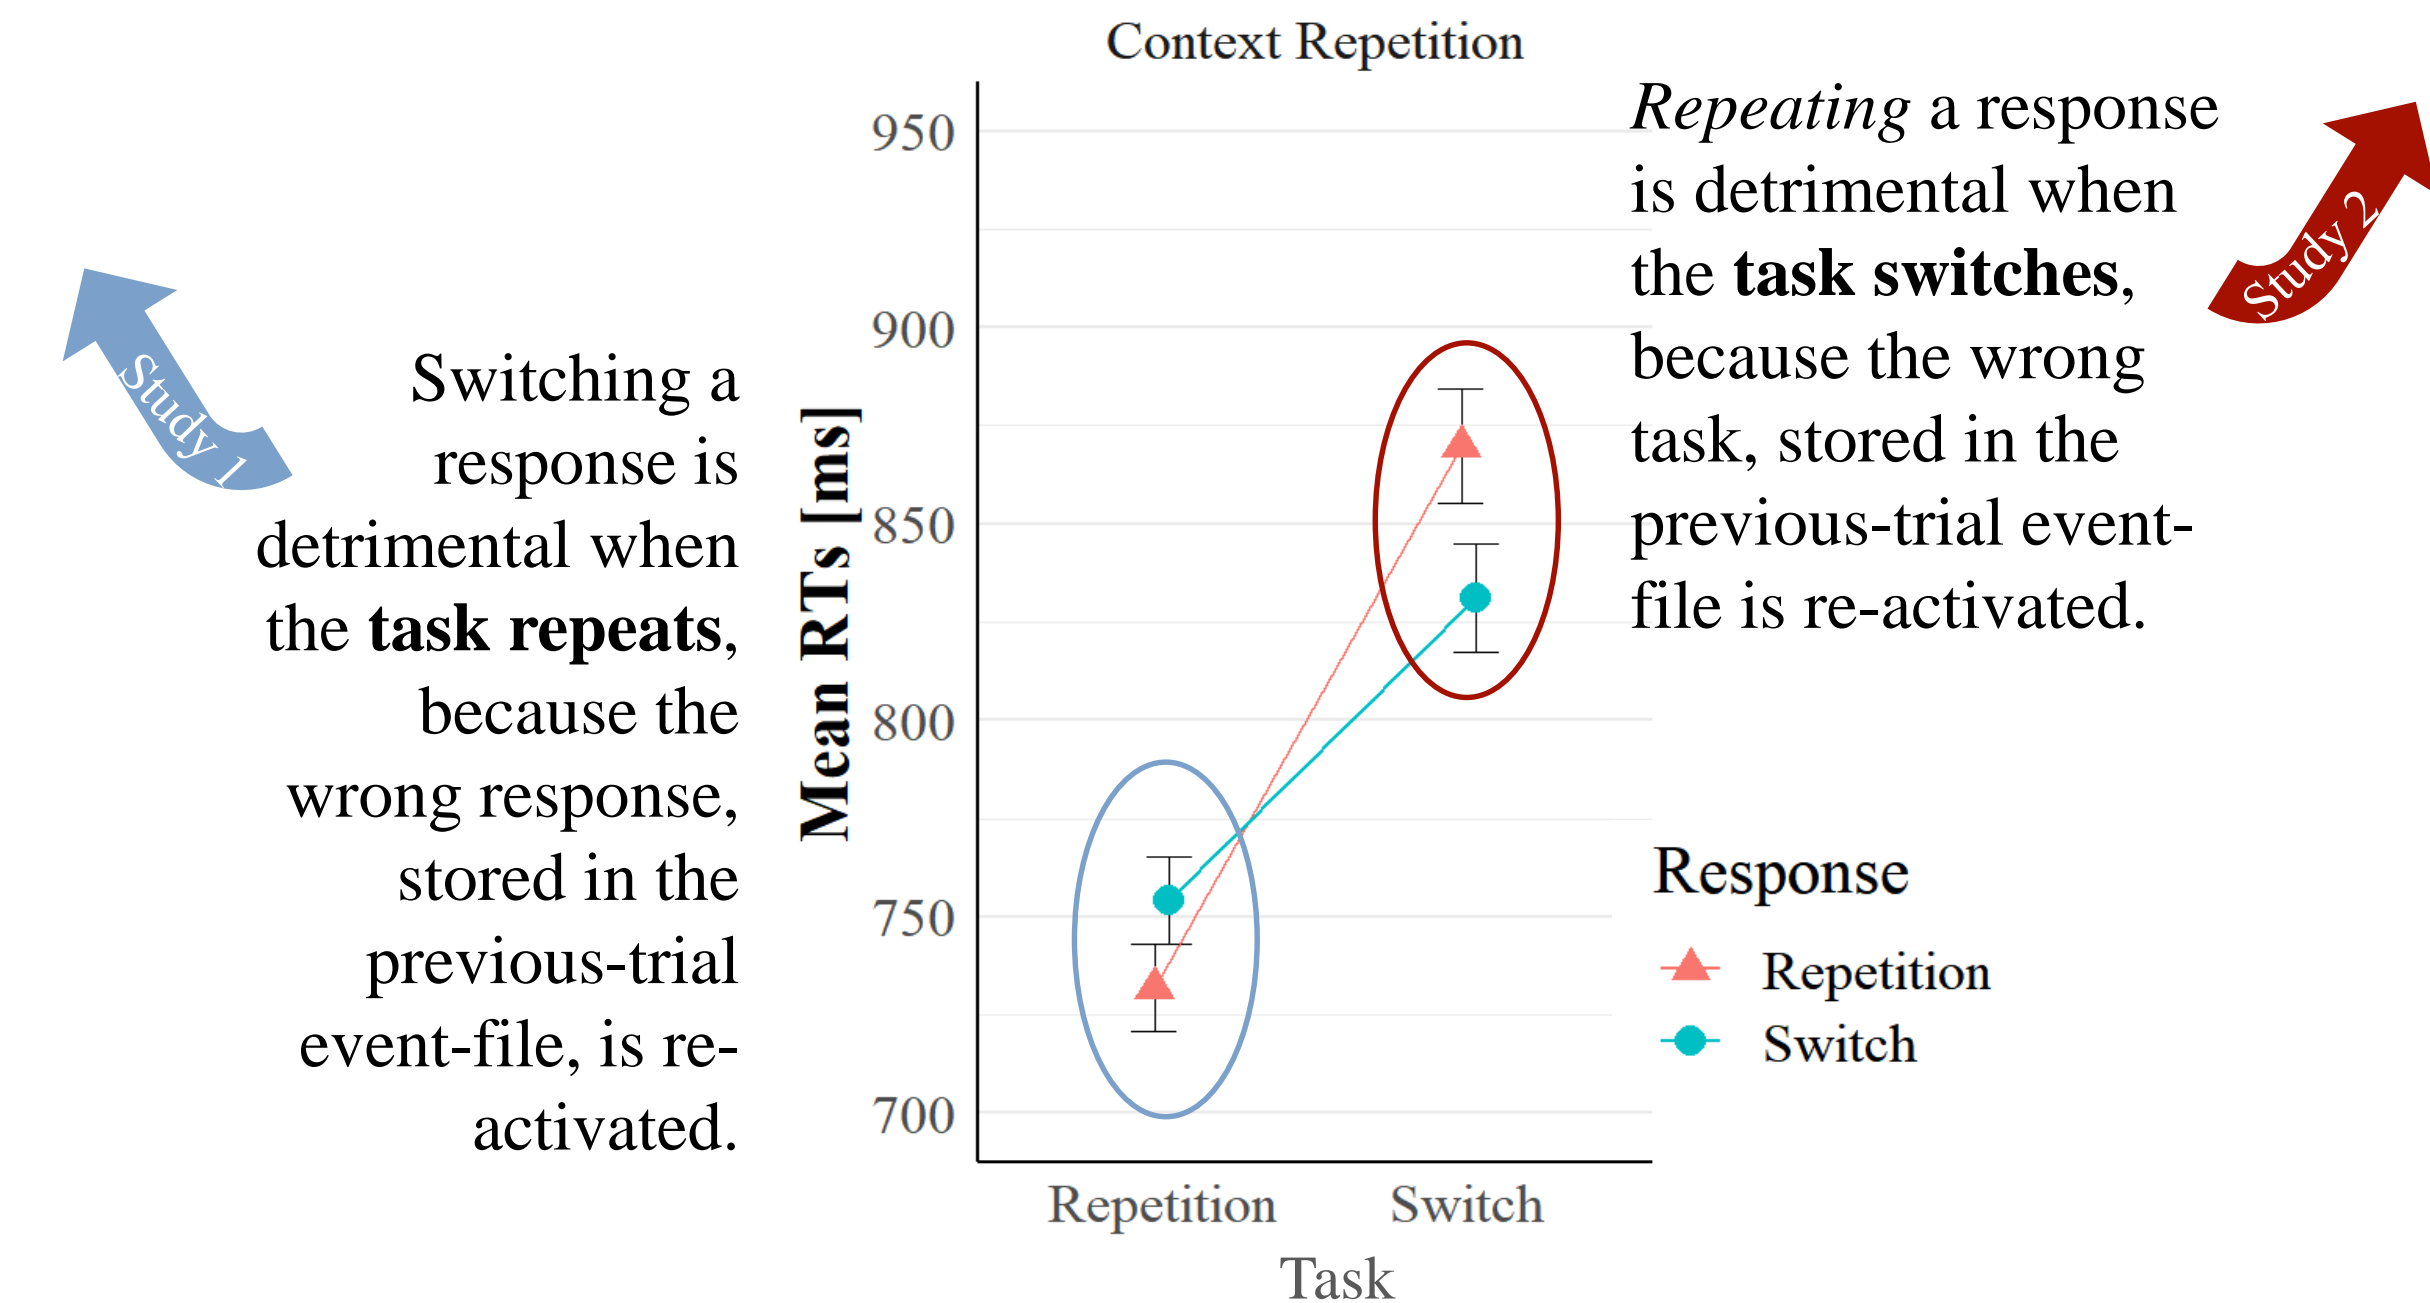 Context Repetition
Study 1
Switching a
response is
detrimental when
the task repeats,
because the
wrong response,
stored in the
previous-trial
event-file, is re-
activated.
Mean RTs [ms]
950
900
850
800
750
700
Repetition
Switch
Task
Repeating a response
is detrimental when
the task switches,
because the wrong
task, stored in the
previous-trial event-
file is re-activated.
Study 2
Response
Repetition
Switch